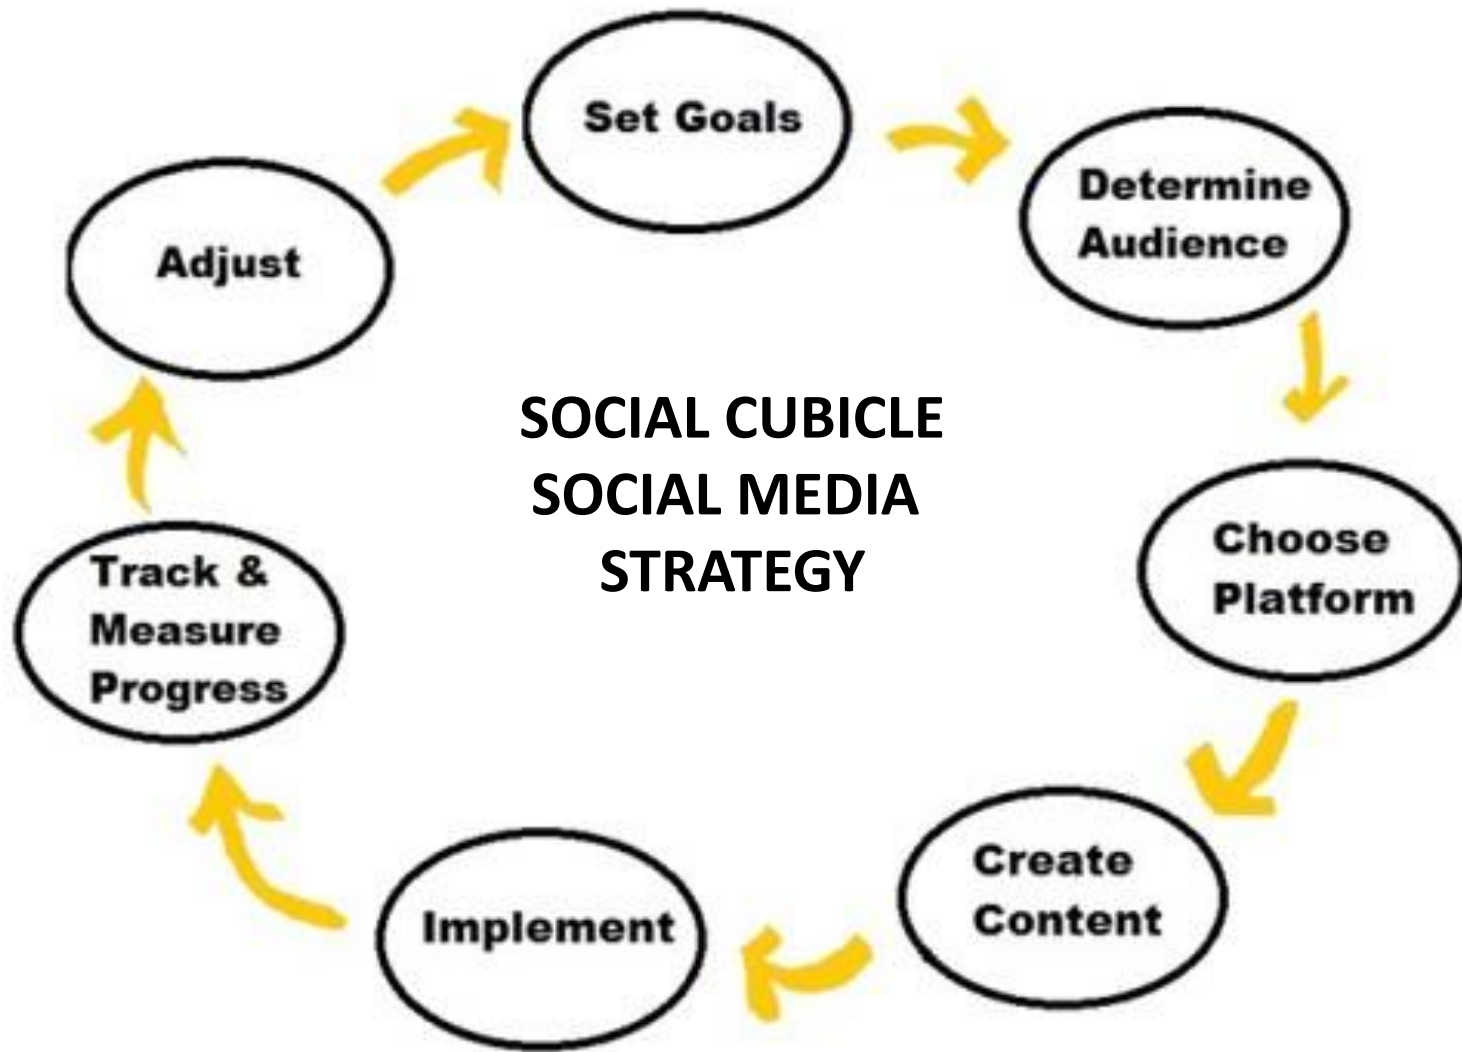 Set Goals
Determine
Audience
Choose
Platform
Create
Content
Implement
Track &
Measure
Progress
Adjust
SOCIAL CUBICLE
SOCIAL MEDIA
STRATEGY